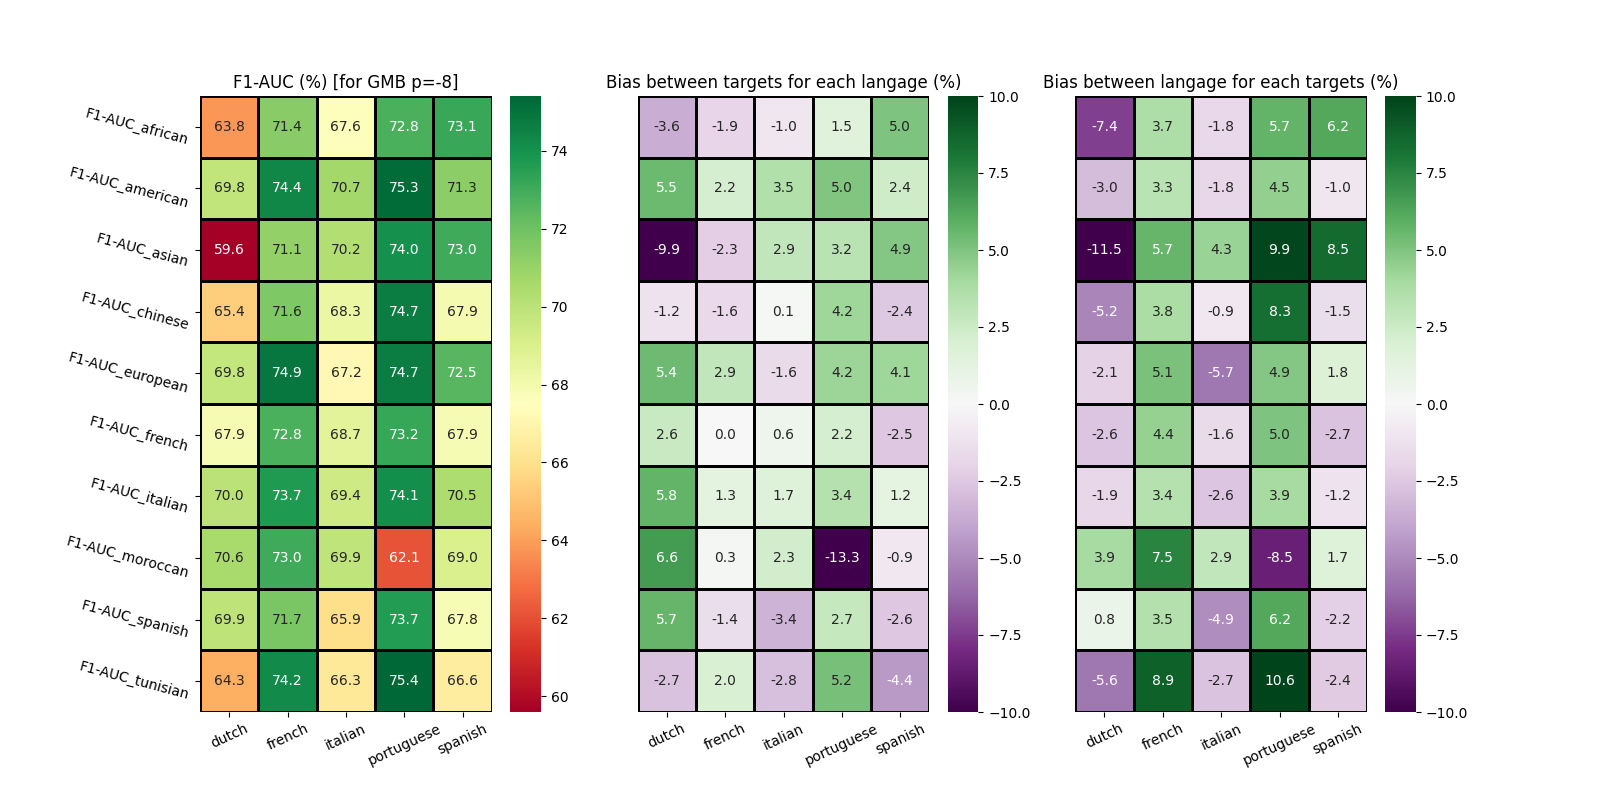 F1-AUC (%) [for GMB p=-8]
Bias between targets for each langage (%)
Bias between langage for each targets (%)
F1-AUC_african 63.8 71.4 67.6 72.8 73.1 -3.6 -1.9 -1.0 1.5 5.0 -7.4 3.7 -1.8 5.7 6.2
F1-AUC_american 69.8 74.4 70.7 75.3 71.3 5.5 2.2 3.5 5.0 2.4 -3.0 3.3 -1.8 4.5 -1.0
F1-AUC_asian 59.6 71.1 70.2 74.0 73.0 -9.9 -2.3 2.9 3.2 4.9 -11.5 5.7 4.3 9.9 8.5
F1-AUC_chinese 65.4 71.6 68.3 74.7 67.9 -1.2 -1.6 0.1 4.2 -2.4 -5.2 3.8 -0.9 8.3 -1.5
F1-AUC_european 69.8 74.9 67.2 74.7 72.5 5.4 2.9 -1.6 4.2 4.1 -2.1 5.1 -5.7 4.9 1.8
F1-AUC_french 67.9 72.8 68.7 73.2 67.9 2.6 0.0 0.6 2.2 -2.5 -2.6 4.4 -1.6 5.0 -2.7
F1-AUC_italian 70.0 73.7 69.4 74.1 70.5 5.8 1.3 1.7 3.4 1.2 -1.9 3.4 -2.6 3.9 -1.2
F1-AUC_moroccan 70.6 73.0 69.9 62.1 69.0 6.6 0.3 2.3 -13.3 -0.9 3.9 7.5 2.9 -8.5 1.7
F1-AUC_spanish 69.9 71.7 65.9 73.7 67.8 5.7 -1.4 -3.4 2.7 -2.6 0.8 3.5 -4.9 6.2 -2.2
F1-AUC_tunisian 64.3 74.2 66.3 75.4 66.6 -2.7 2.0 -2.8 5.2 -4.4 -5.6 8.9 -2.7 10.6 -2.4
dutch french italian portuguese spanish
dutch french italian portuguese spanish
dutch french italian portuguese spanish
74
72
70
68
66
64
62
60
10.0
7.5
5.0
2.5
0.0
−2.5
−5.0
−7.5
−10.0
10.0
7.5
5.0
2.5
0.0
−2.5
−5.0
−7.5
−10.0